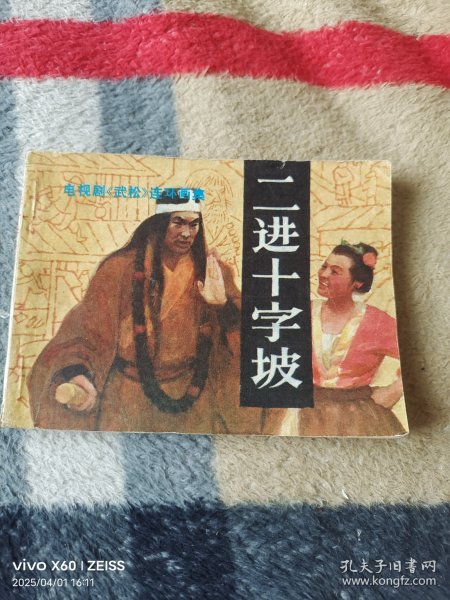 电视剧《武松》连环画集
二进十字坡
vivo X60 | ZEISS
2025/04/01 16:11
孔夫子旧书网
www.kongfz.com